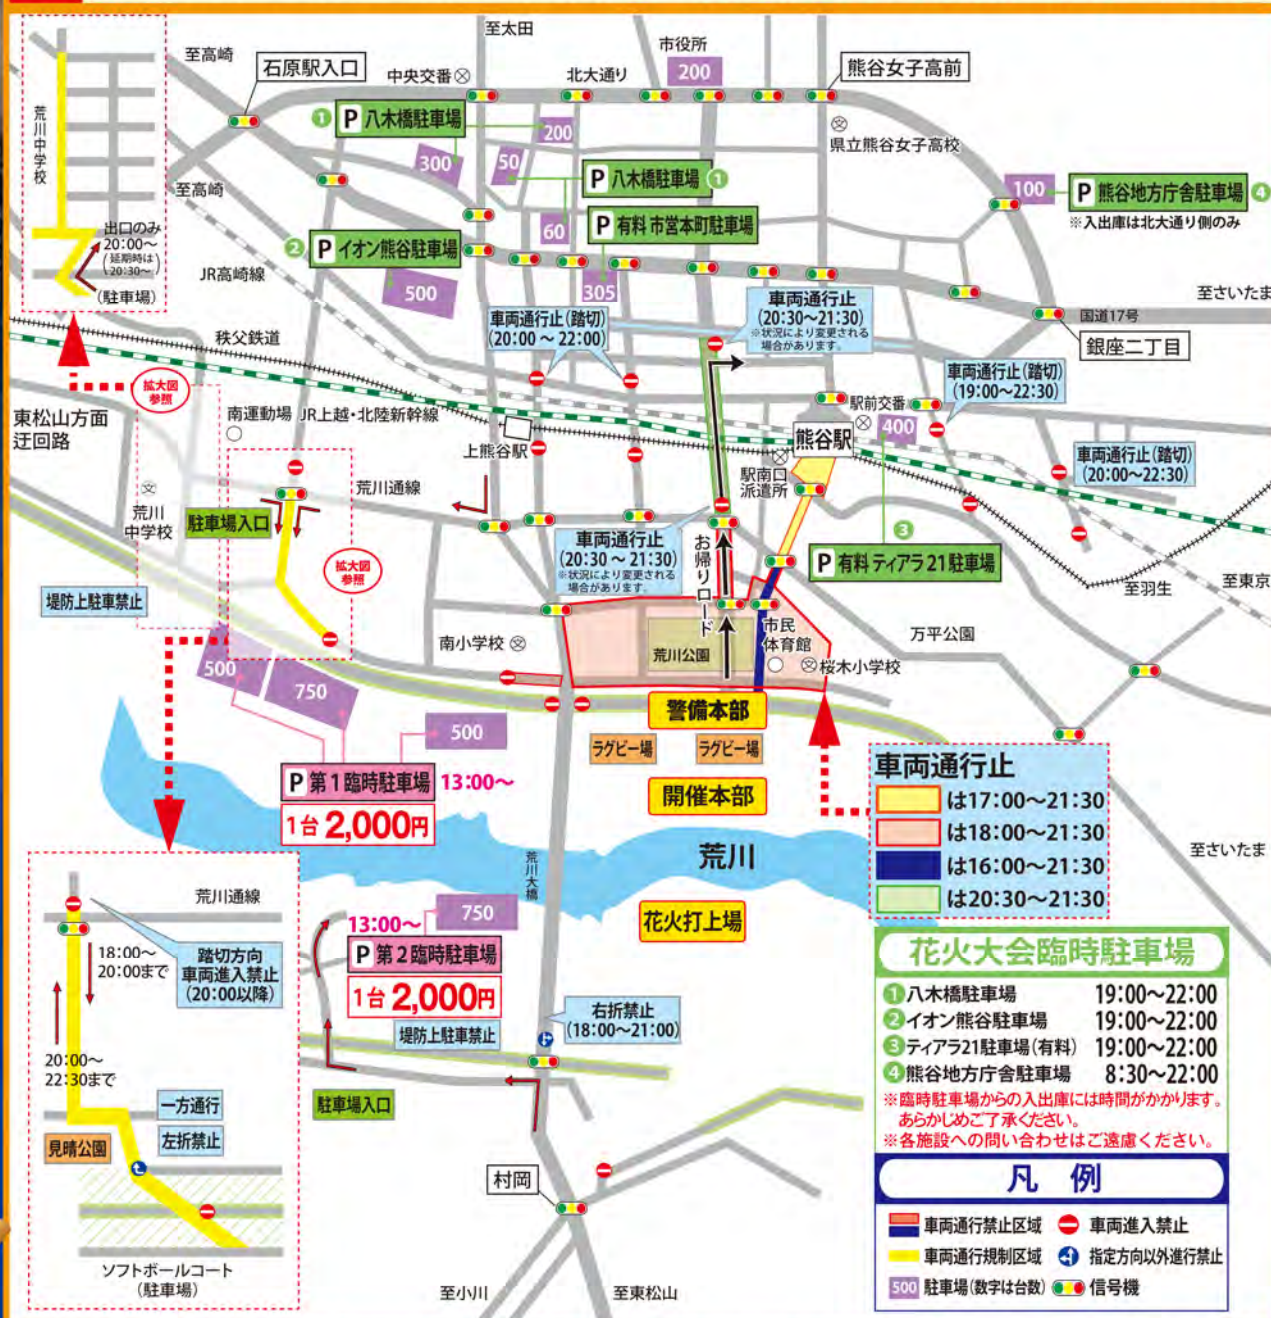 至太田
市役所
200
至高崎
石原駅入口
中央交番
北大通り
熊谷女子高前
荒川中学校
1
P 八木橋駐車場
200
県立熊谷女子高校
300
50
P 八木橋駐車場 1
至高崎
100
P 熊谷地方庁舎駐車場 4
※入出庫は北大通り側のみ
出口のみ
20:00〜
(延期時は
20:30〜)
(駐車場)
2
P イオン熊谷駐車場
60
P 有料 市営本町駐車場
JR高崎線
500
305
車両通行止(踏切)
(20:00 〜 22:00)
車両通行止
(20:30〜21:30)
※状況により変更される
場合があります。
至さいたま
国道17号
銀座二丁目
秩父鉄道
拡大図
参照
車両通行止(踏切)
(19:00〜22:30)
東松山方面
迂回路
南運動場
JR上越・北陸新幹線
上熊谷駅
駅前交番
400
熊谷駅
車両通行止(踏切)
(20:00〜22:30)
駅南口
派遣所
荒川
中学校
荒川通線
駐車場入口
車両通行止
(20:30 〜 21:30)
※状況により変更される
場合があります。
お帰りロード
3
P 有料 ティアラ 21 駐車場
拡大図
参照
至羽生
至東京
堤防上駐車禁止
南小学校
荒川公園
市民
体育館
桜木小学校
万平公園
500
750
500
警備本部
ラグビー場
ラグビー場
P 第1臨時駐車場
13:00〜
1台 2,000円
開催本部
車両通行止
は17:00〜21:30
は18:00〜21:30
は16:00〜21:30
は20:30〜21:30
荒川
荒川大橋
至さいたま
13:00〜
750
花火打上場
P 第2臨時駐車場
1台 2,000円
堤防上駐車禁止
右折禁止
(18:00〜21:00)
駐車場入口
荒川通線
18:00〜
20:00まで
踏切方向
車両進入禁止
(20:00以降)
20:00〜
22:30まで
一方通行
左折禁止
見晴公園
ソフトボールコート
(駐車場)
村岡
至小川
至東松山
花火大会臨時駐車場
1 八木橋駐車場 19:00〜22:00
2 イオン熊谷駐車場 19:00〜22:00
3 ティアラ21駐車場(有料) 19:00〜22:00
4 熊谷地方庁舎駐車場 8:30〜22:00
※臨時駐車場からの入出庫には時間がかかります。
あらかじめご了承ください。
※各施設への問い合わせはご遠慮ください。
凡 例
車両通行禁止区域
車両進入禁止
車両通行規制区域
指定方向以外進行禁止
500 駐車場(数字は台数)
信号機